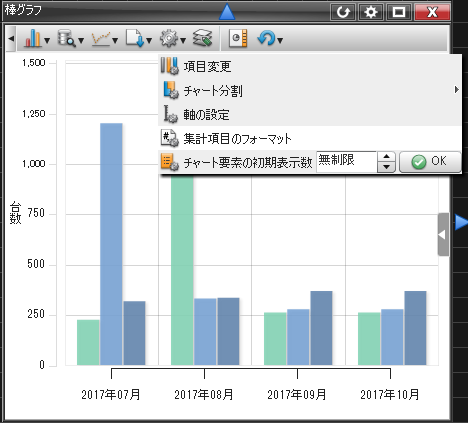 棒グラフ
項目変更
チャート分割
軸の設定
集計項目のフォーマット
チャート要素の初期表示数 無制限 OK
1,500
1,250
1,000
750
500
250
0
台数
2017年07月 2017年08月 2017年09月 2017年10月